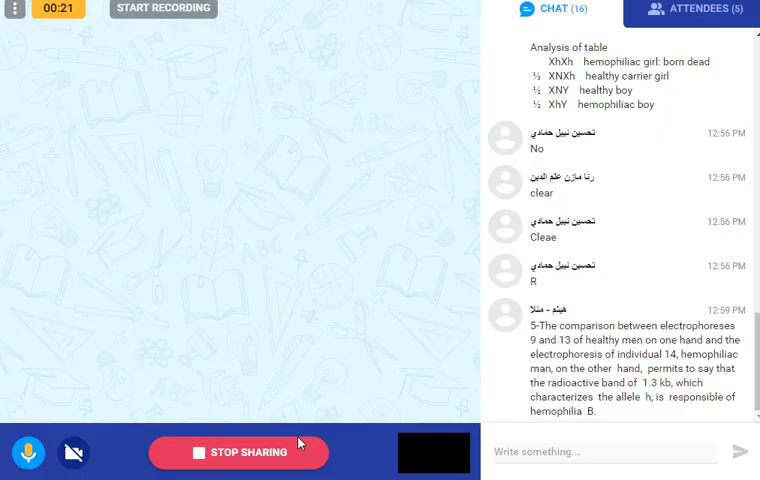 00:21
START RECORDING
CHAT (16)
ATTENDEES (5)
Analysis of table
XhXh hemophiliac girl: born dead
⅓ XNXh healthy carrier girl
½ XNY healthy boy
½ XhY hemophiliac boy
تحسين نبيل حمادي 12:56 PM
No
رنا مازن علم الدين 12:56 PM
clear
تحسين نبيل حمادي 12:56 PM
Cleae
تحسين نبيل حمادي 12:56 PM
R
هيثم - منلا 12:59 PM
5-The comparison between electrophoreses
9 and 13 of healthy men on one hand and the
electrophoresis of individual 14, hemophiliac
man, on the other hand, permits to say that
the radioactive band of 1.3 kb, which
characterizes the allele h, is responsible of
hemophilia B.
STOP SHARING
Write something...